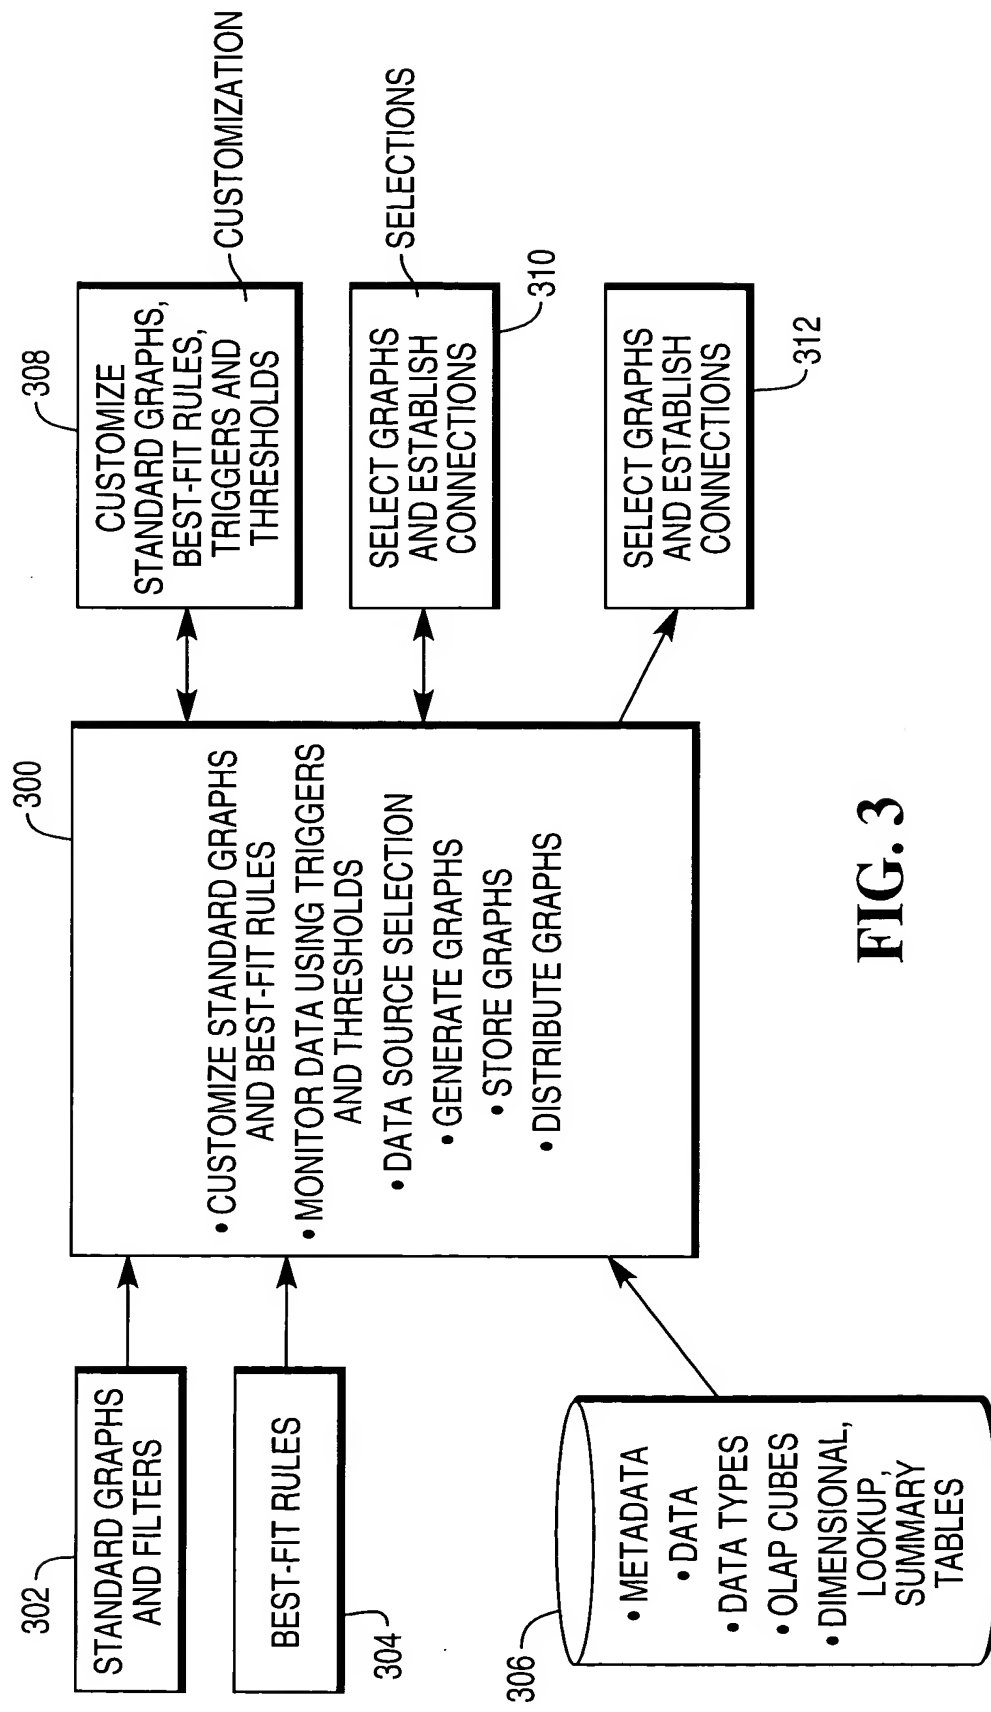 302
STANDARD GRAPHS
AND FILTERS
BEST-FIT RULES
304
306
• METADATA
• DATA
• DATA TYPES
• OLAP CUBES
• DIMENSIONAL,
LOOKUP,
SUMMARY
TABLES
300
• CUSTOMIZE STANDARD GRAPHS
AND BEST-FIT RULES
• MONITOR DATA USING TRIGGERS
AND THRESHOLDS
• DATA SOURCE SELECTION
• GENERATE GRAPHS
• STORE GRAPHS
• DISTRIBUTE GRAPHS
308
CUSTOMIZE
STANDARD GRAPHS,
BEST-FIT RULES,
TRIGGERS AND
THRESHOLDS
CUSTOMIZATION
SELECT GRAPHS
AND ESTABLISH
CONNECTIONS
SELECTIONS
310
SELECT GRAPHS
AND ESTABLISH
CONNECTIONS
312
FIG. 3